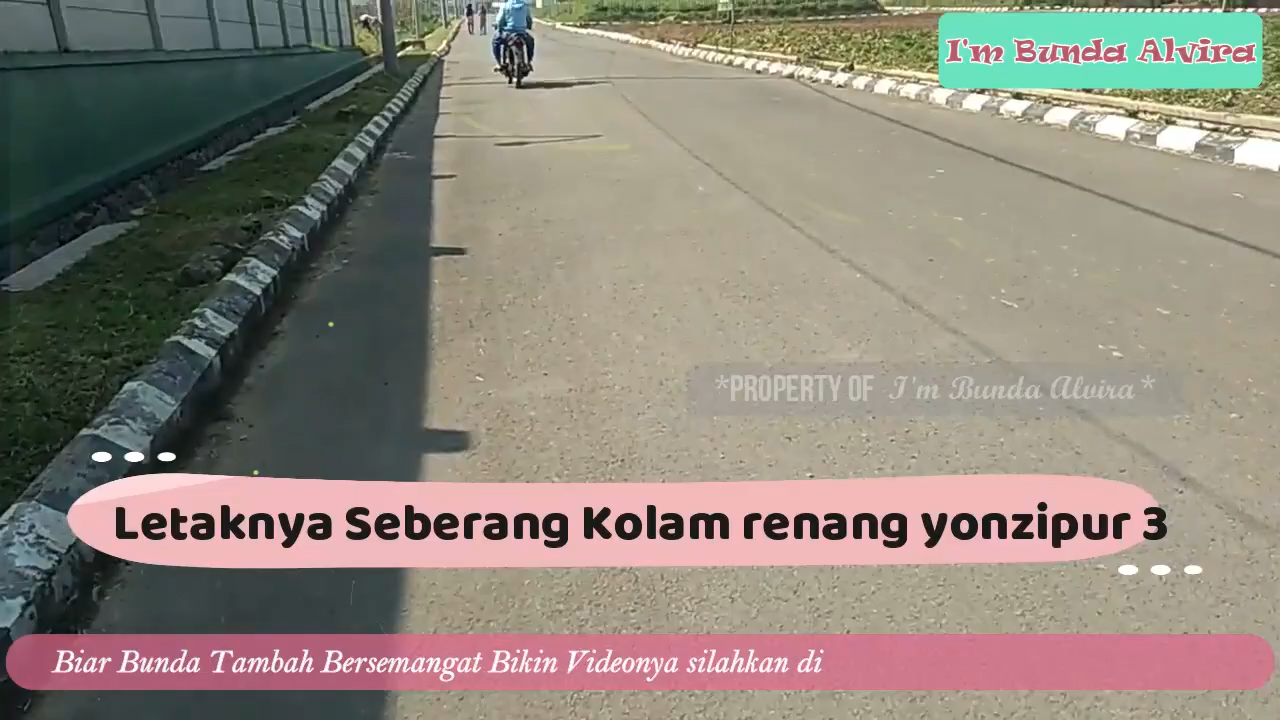 I'm Bunda Alvira
*PROPERTY OF I'm Bunda Alvira*
Letaknya Seberang Kolam renang yonzipur 3
Biar Bunda Tambah Bersemangat Bikin Videonya silahkan di